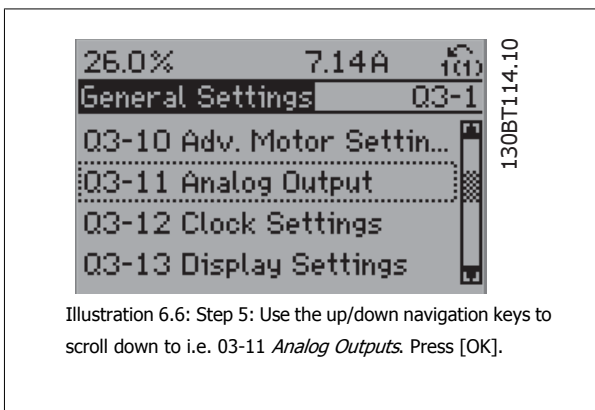 26.0% 7.14A 1(1)
General Settings Q3-1
Q3-10 Adv. Motor Settin...
Q3-11 Analog Output
Q3-12 Clock Settings
Q3-13 Display Settings
130BT114.10
Illustration 6.6: Step 5: Use the up/down navigation keys to
scroll down to i.e. 03-11 Analog Outputs. Press [OK].